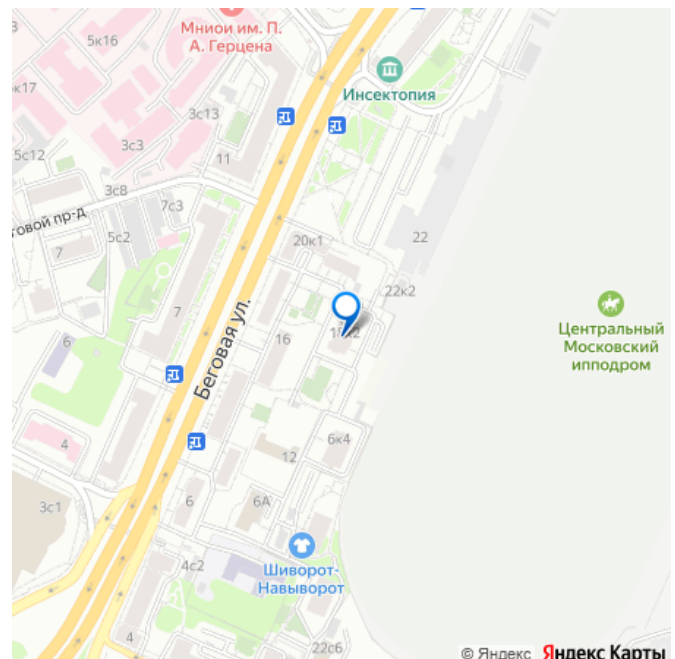 Мниои им. П.
А. Герцена
5к16
3с
к17
3с13
Инсектопия
3с3
5с12
11
3с8
7с3
говой пр-д
5с2
7
20к1
22
22к2
7
16
6
Беговая ул.
Центральный
Московский
ипподром
4
6к4
12
3с1
6
6А
4с2
Шиворот-
Навыворот
4
22с6
© Яндекс Яндекс Карты